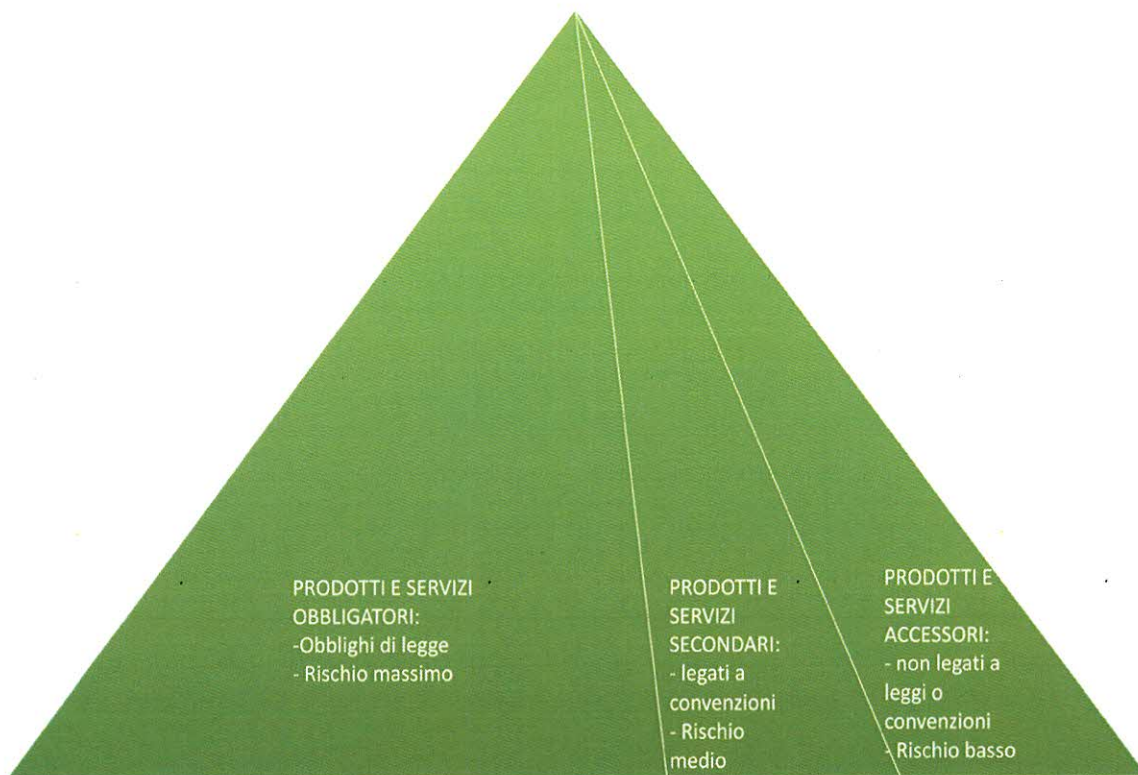 PRODOTTI E SERVIZI
OBBLIGATORI:
-Obblighi di legge
- Rischio massimo
PRODOTTI E
SERVIZI
SECONDARI:
- legati a
convenzioni
- Rischio
medio
PRODOTTI E
SERVIZI
ACCESSORI:
- non legati a
leggi o
convenzioni
- Rischio basso